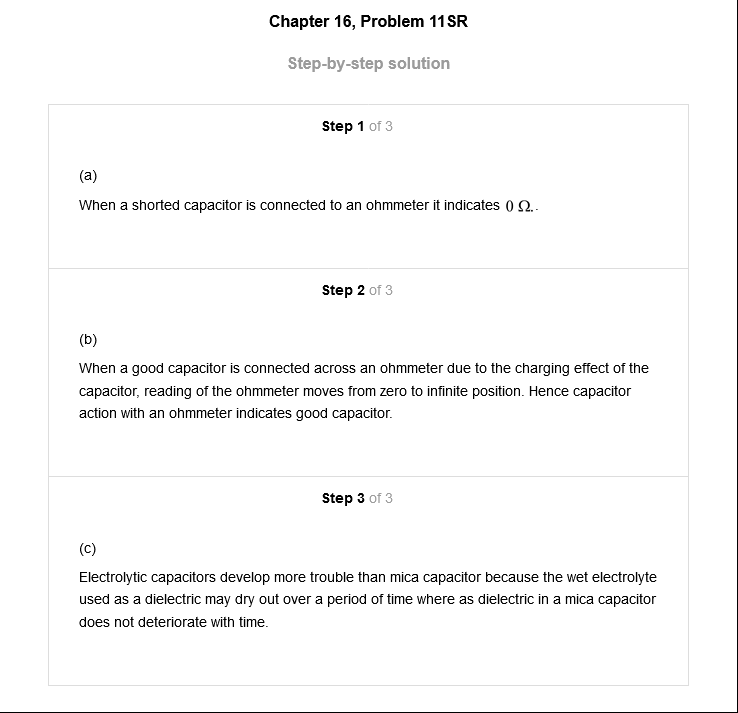 Chapter 16, Problem 11SR
Step-by-step solution
Step 1 of 3
(a)
When a shorted capacitor is connected to an ohmmeter it indicates 0 Ω..
Step 2 of 3
(b)
When a good capacitor is connected across an ohmmeter due to the charging effect of the
capacitor, reading of the ohmmeter moves from zero to infinite position. Hence capacitor
action with an ohmmeter indicates good capacitor.
Step 3 of 3
(c)
Electrolytic capacitors develop more trouble than mica capacitor because the wet electrolyte
used as a dielectric may dry out over a period of time where as dielectric in a mica capacitor
does not deteriorate with time.